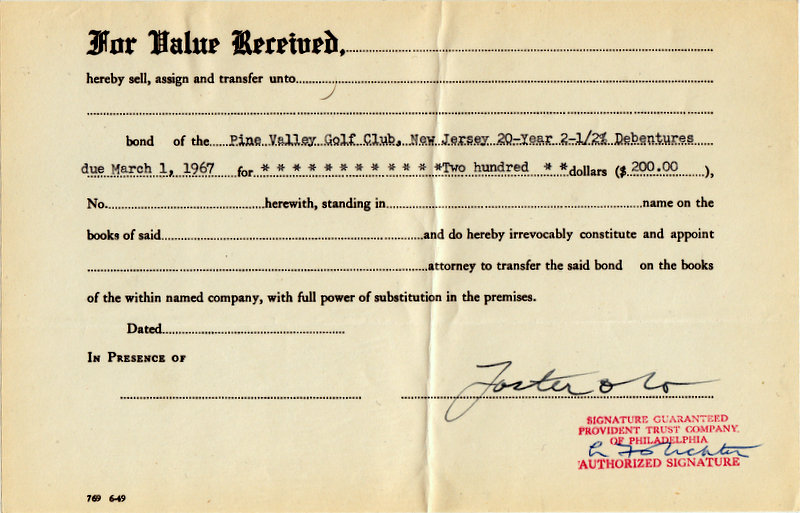 For Value Received,
hereby sell, assign and transfer unto
bond of the Pine Valley Golf Club, New Jersey 20-Year 2-1/2% Debentures
due March 1, 1967 for * * * * * * * * * * * *Two hundred * * dollars ($ 200.00 ),
No. herewith, standing in name on the
books of said and do hereby irrevocably constitute and appoint
attorney to transfer the said bond on the books
of the within named company, with full power of substitution in the premises.
Dated
In Presence of
Foster & Co
SIGNATURE GUARANTEED
PROVIDENT TRUST COMPANY.
OF PHILADELPHIA
AUTHORIZED SIGNATURE
769 6-49